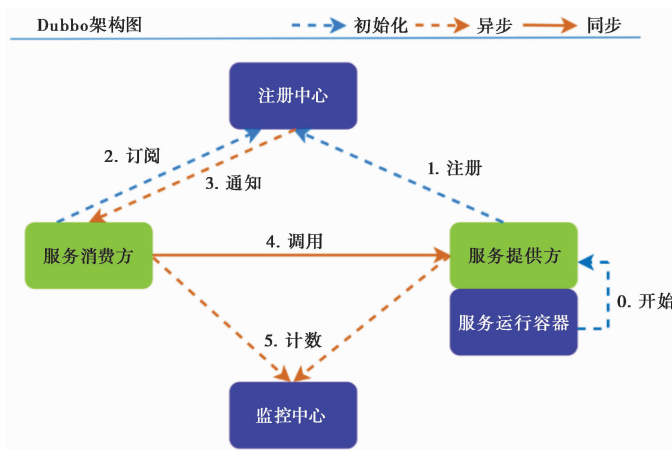 Dubbo架构图
初始化
异步
同步
注册中心
2. 订阅
3. 通知
1. 注册
服务消费方
4. 调用
服务提供方
0. 开始
服务运行容器
5. 计数
监控中心